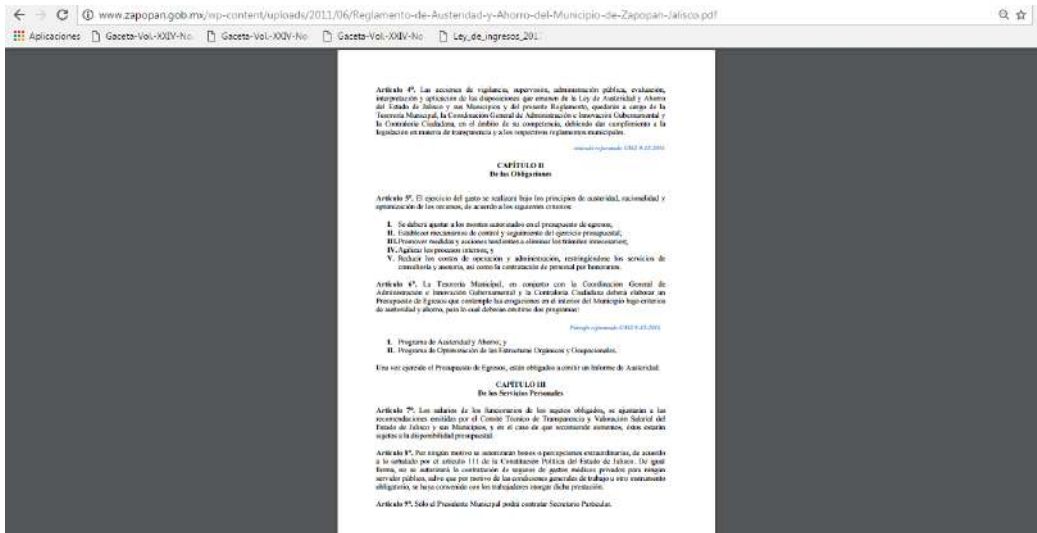 www.zapopan.gob.mx/wp-content/uploads/2011/06/Reglamento-de-Austeridad-y-Ahorro-del-Municipio-de-Zapopan-Jalisco.pdf
Aplicaciones Gaceta-Vol.-XXIV-No Gaceta-Vol.-XXIV-No Gaceta-Vol.-XXIV-No Ley_de_ingresos_201
Artículo 4º. Las acciones de vigilancia, supervisión, administración pública, evaluación,
interpretación y aplicación de las disposiciones que emanen de la Ley de Austeridad y Ahorro
del Estado de Jalisco y sus Municipios y del presente Reglamento, quedarán a cargo de la
Tesorería Municipal, la Coordinación General de Administración e Innovación Gubernamental y
la Contraloría Ciudadana, en el ámbito de su competencia, debiendo dar cumplimiento a la
legislación en materia de transparencia y a los respectivos reglamentos municipales.
CAPÍTULO II
De las Obligaciones
Artículo 5º. El ejercicio del gasto se realizará bajo los principios de austeridad, racionalidad y
optimización de los recursos, de acuerdo a los siguientes criterios:
I. Se deberá ajustar a los montos autorizados en el presupuesto de egresos;
II. Establecer mecanismos de control y seguimiento del ejercicio presupuestal;
III. Promover medidas y acciones tendientes a eliminar los trámites innecesarios;
IV. Agilizar los procesos internos; y
V. Reducir los costos de operación y administración, restringiéndose los servicios de
consultoría y asesoría, así como la contratación de personal por honorarios.
Artículo 6º. La Tesorería Municipal, en conjunto con la Coordinación General de
Administración e Innovación Gubernamental y la Contraloría Ciudadana deberá elaborar un
Presupuesto de Egresos que contemple las erogaciones en el interior del Municipio bajo criterios
de austeridad y ahorro, para lo cual deberán emitirse dos programas:
I. Programa de Austeridad y Ahorro; y
II. Programa de Optimización de las Estructuras Orgánicas y Ocupacionales.
Una vez ejercido el Presupuesto de Egresos, están obligados a emitir un Informe de Austeridad.
CAPÍTULO III
De los Servicios Personales
Artículo 7º. Los salarios de los funcionarios de los sujetos obligados, se ajustarán a las
recomendaciones emitidas por el Comité Técnico de Transparencia y Valoración Salarial del
Estado de Jalisco y sus Municipios, y en el caso de que recomiende aumentos, éstos estarán
sujetos a la disponibilidad presupuestal.
Artículo 8º. Por ningún motivo se autorizarán bonos o percepciones extraordinarias, de acuerdo
a lo señalado por el artículo 111 de la Constitución Política del Estado de Jalisco. De igual
forma, no se autorizará la contratación de seguros de gastos médicos privados para ningún
servidor público, salvo que por motivo de las condiciones generales de trabajo u otro instrumento
obligatorio, se haya convenido con los trabajadores otorgar dicha prestación.
Artículo 9º. Sólo el Presidente Municipal podrá contratar Secretario Particular.